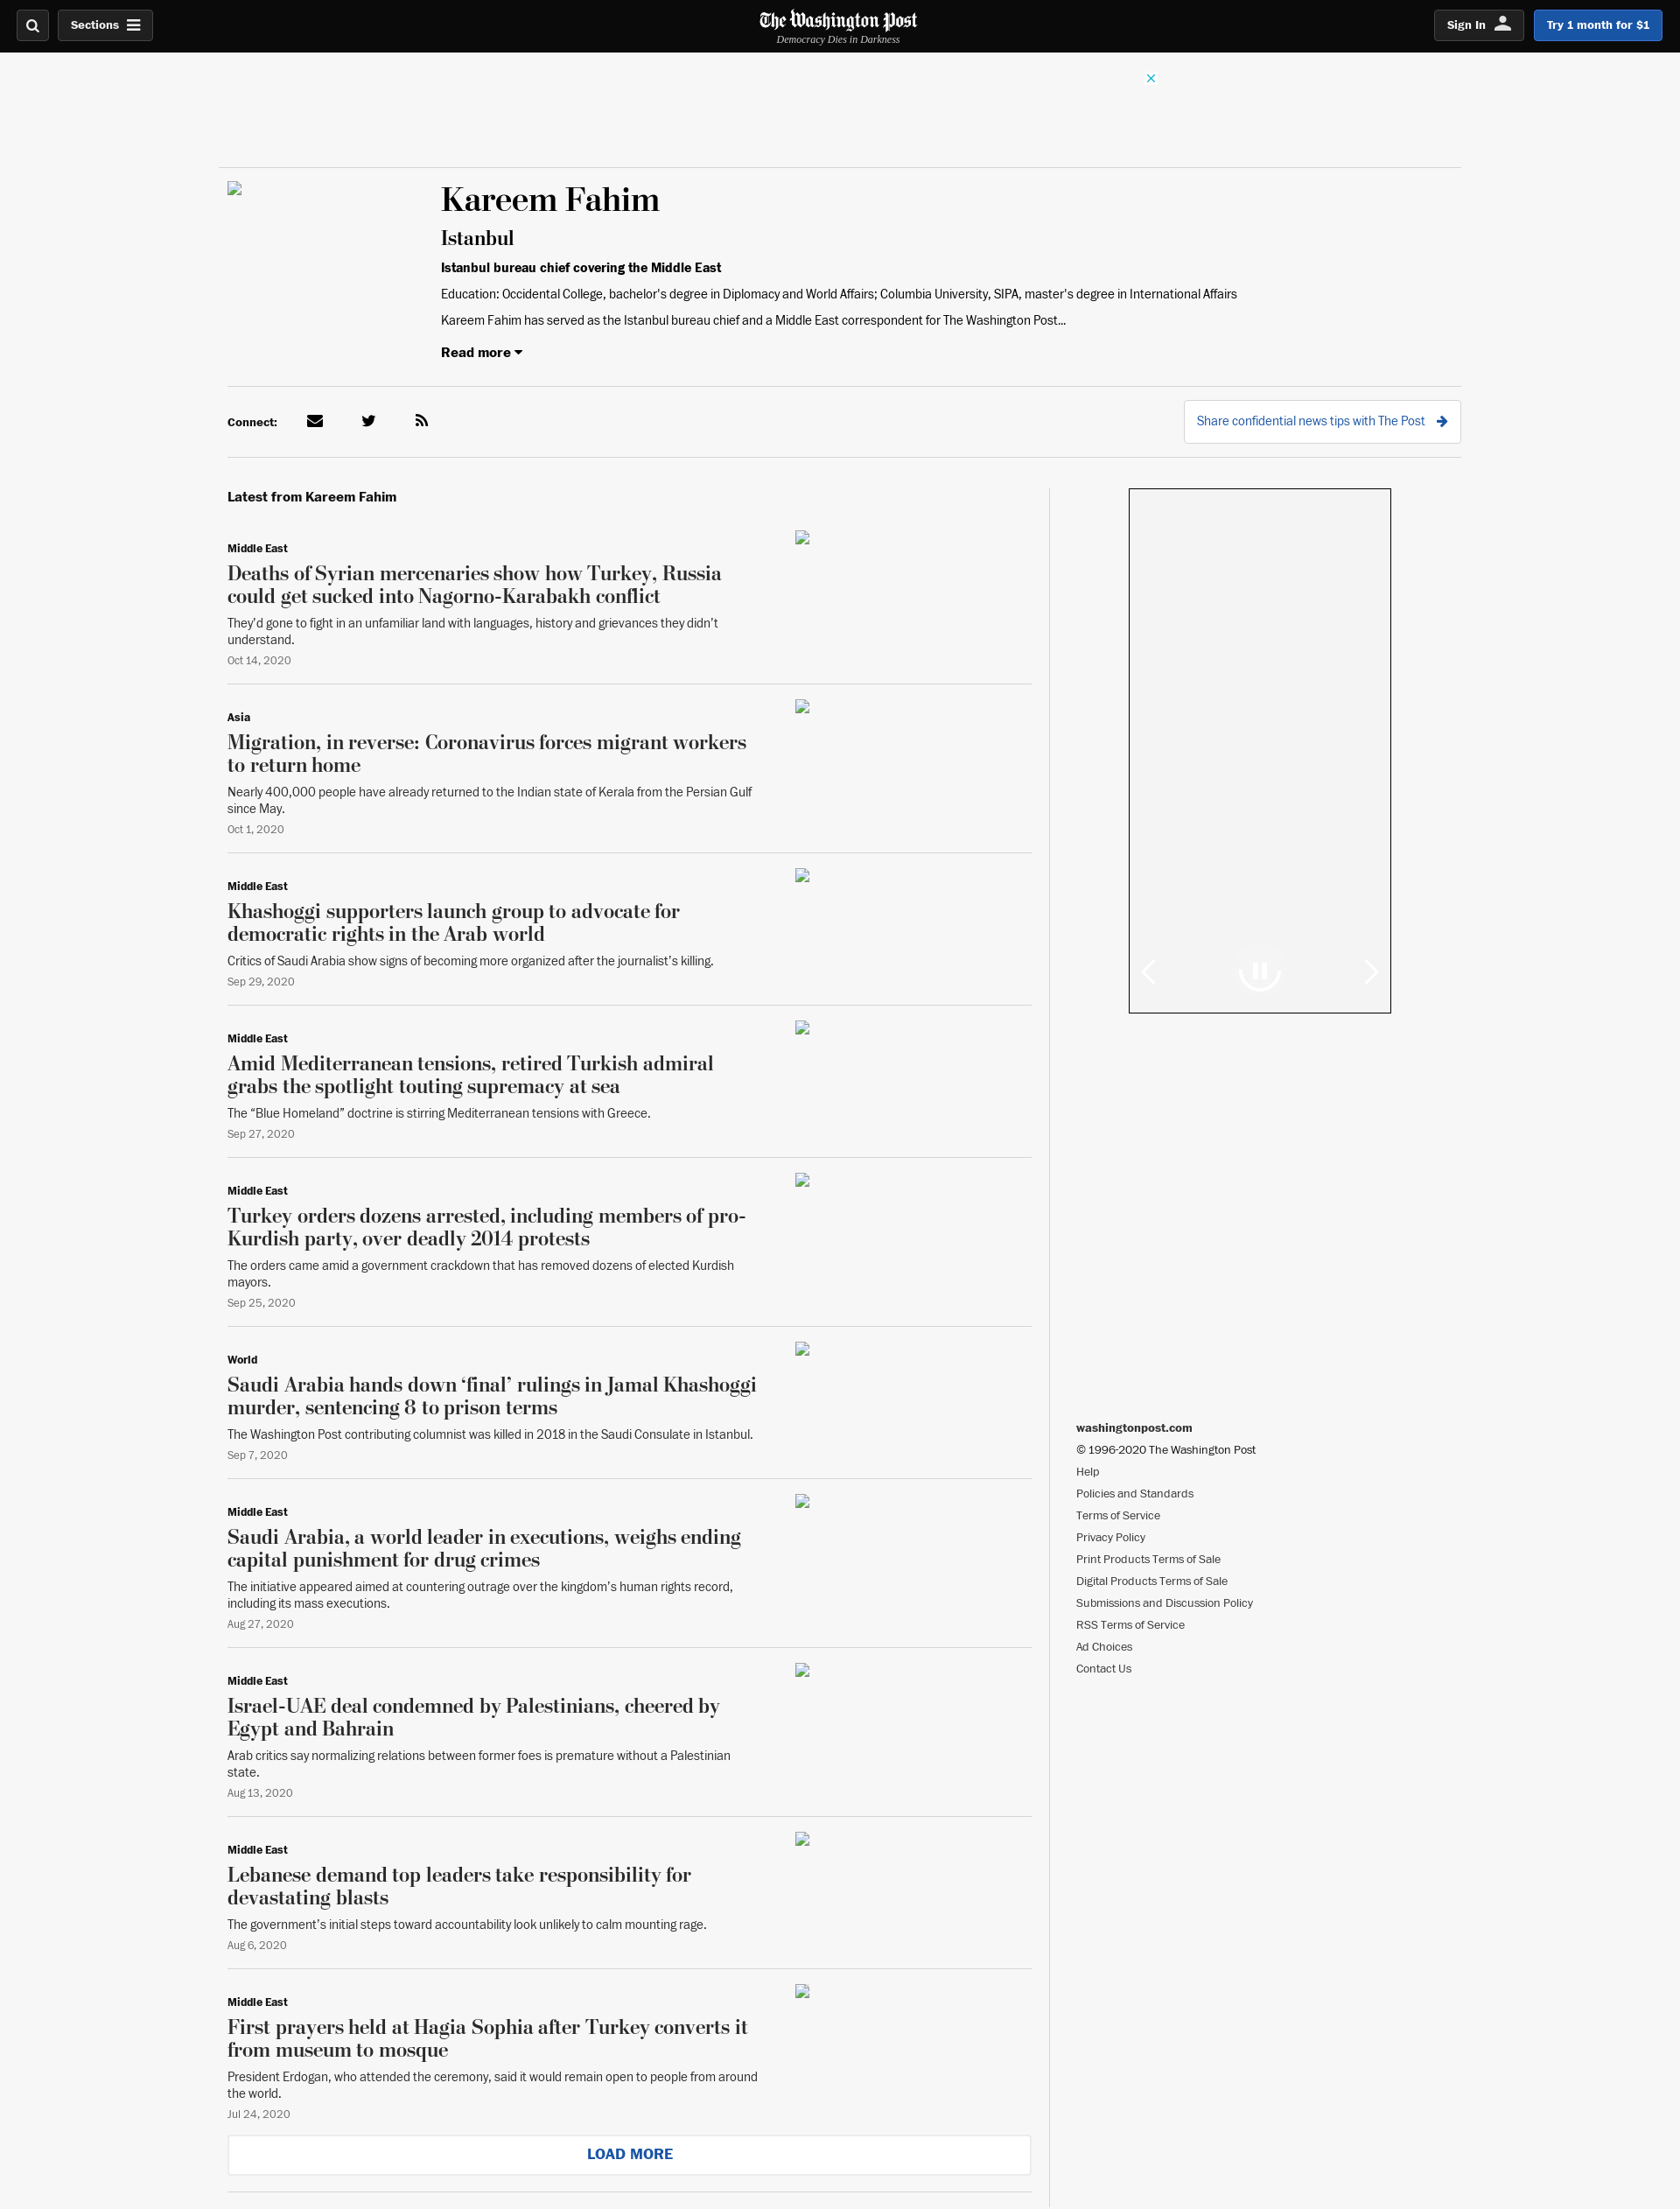 Sections
The Washington Post
Democracy Dies in Darkness
Sign In
Try 1 month for $1
Kareem Fahim
Istanbul
Istanbul bureau chief covering the Middle East
Education: Occidental College, bachelor's degree in Diplomacy and World Affairs; Columbia University, SIPA, master's degree in International Affairs
Kareem Fahim has served as the Istanbul bureau chief and a Middle East correspondent for The Washington Post...
Read more
Connect:
Share confidential news tips with The Post
Latest from Kareem Fahim
Middle East
Deaths of Syrian mercenaries show how Turkey, Russia
could get sucked into Nagorno-Karabakh conflict
They’d gone to fight in an unfamiliar land with languages, history and grievances they didn’t
understand.
Oct 14, 2020
Asia
Migration, in reverse: Coronavirus forces migrant workers
to return home
Nearly 400,000 people have already returned to the Indian state of Kerala from the Persian Gulf
since May.
Oct 1, 2020
Middle East
Khashoggi supporters launch group to advocate for
democratic rights in the Arab world
Critics of Saudi Arabia show signs of becoming more organized after the journalist’s killing.
Sep 29, 2020
Middle East
Amid Mediterranean tensions, retired Turkish admiral
grabs the spotlight touting supremacy at sea
The “Blue Homeland” doctrine is stirring Mediterranean tensions with Greece.
Sep 27, 2020
Middle East
Turkey orders dozens arrested, including members of pro-
Kurdish party, over deadly 2014 protests
The orders came amid a government crackdown that has removed dozens of elected Kurdish
mayors.
Sep 25, 2020
World
Saudi Arabia hands down ‘final’ rulings in Jamal Khashoggi
murder, sentencing 8 to prison terms
The Washington Post contributing columnist was killed in 2018 in the Saudi Consulate in Istanbul.
Sep 7, 2020
Middle East
Saudi Arabia, a world leader in executions, weighs ending
capital punishment for drug crimes
The initiative appeared aimed at countering outrage over the kingdom’s human rights record,
including its mass executions.
Aug 27, 2020
Middle East
Israel-UAE deal condemned by Palestinians, cheered by
Egypt and Bahrain
Arab critics say normalizing relations between former foes is premature without a Palestinian
state.
Aug 13, 2020
Middle East
Lebanese demand top leaders take responsibility for
devastating blasts
The government’s initial steps toward accountability look unlikely to calm mounting rage.
Aug 6, 2020
Middle East
First prayers held at Hagia Sophia after Turkey converts it
from museum to mosque
President Erdogan, who attended the ceremony, said it would remain open to people from around
the world.
Jul 24, 2020
LOAD MORE
washingtonpost.com
© 1996-2020 The Washington Post
Help
Policies and Standards
Terms of Service
Privacy Policy
Print Products Terms of Sale
Digital Products Terms of Sale
Submissions and Discussion Policy
RSS Terms of Service
Ad Choices
Contact Us